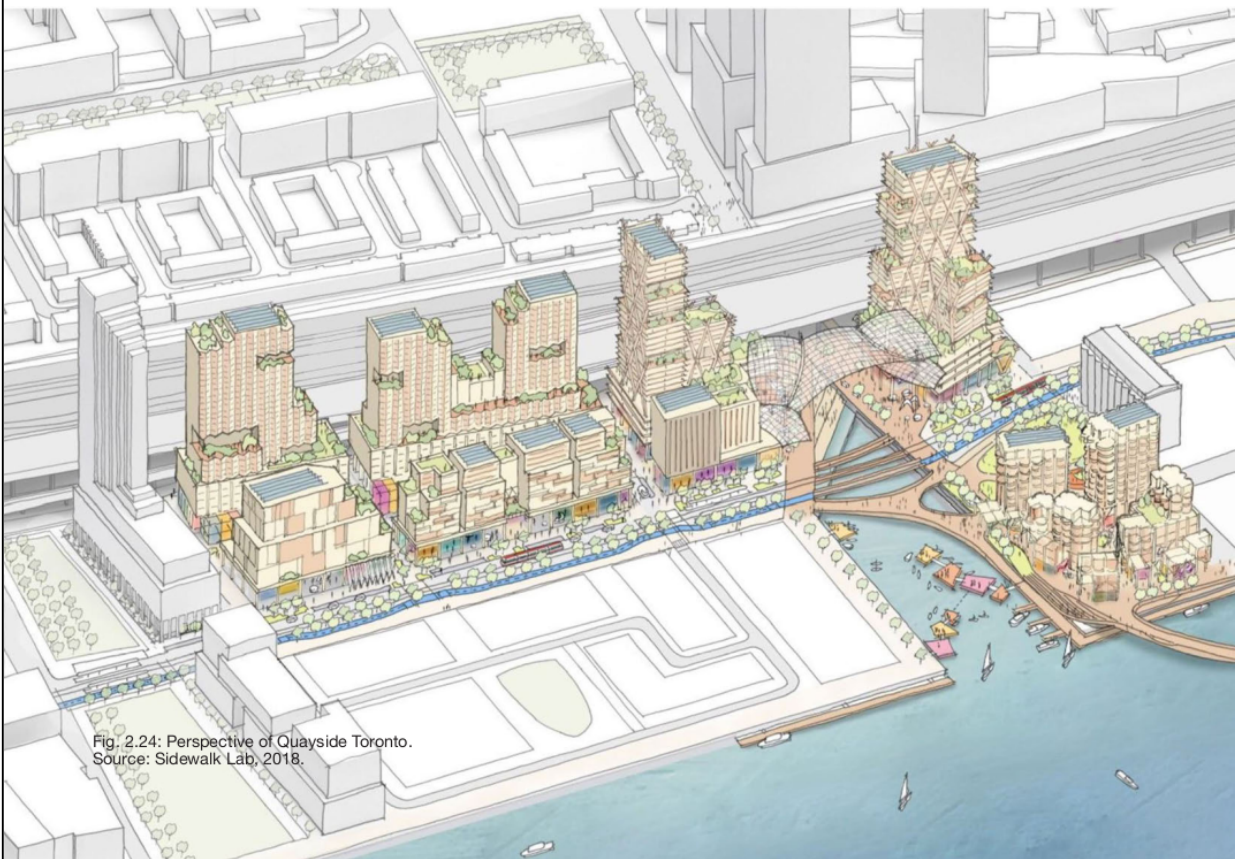 Fig. 2.24: Perspective of Quayside Toronto.
Source: Sidewalk Lab, 2018.